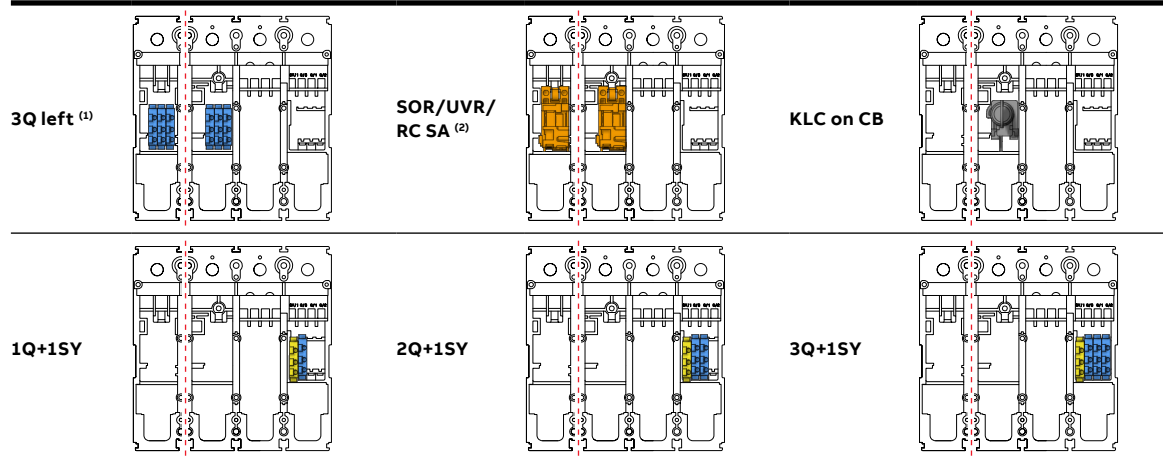 3Q left (1)
SOR/UVR/
RC SA (2)
KLC on CB
1Q+1SY
2Q+1SY
3Q+1SY